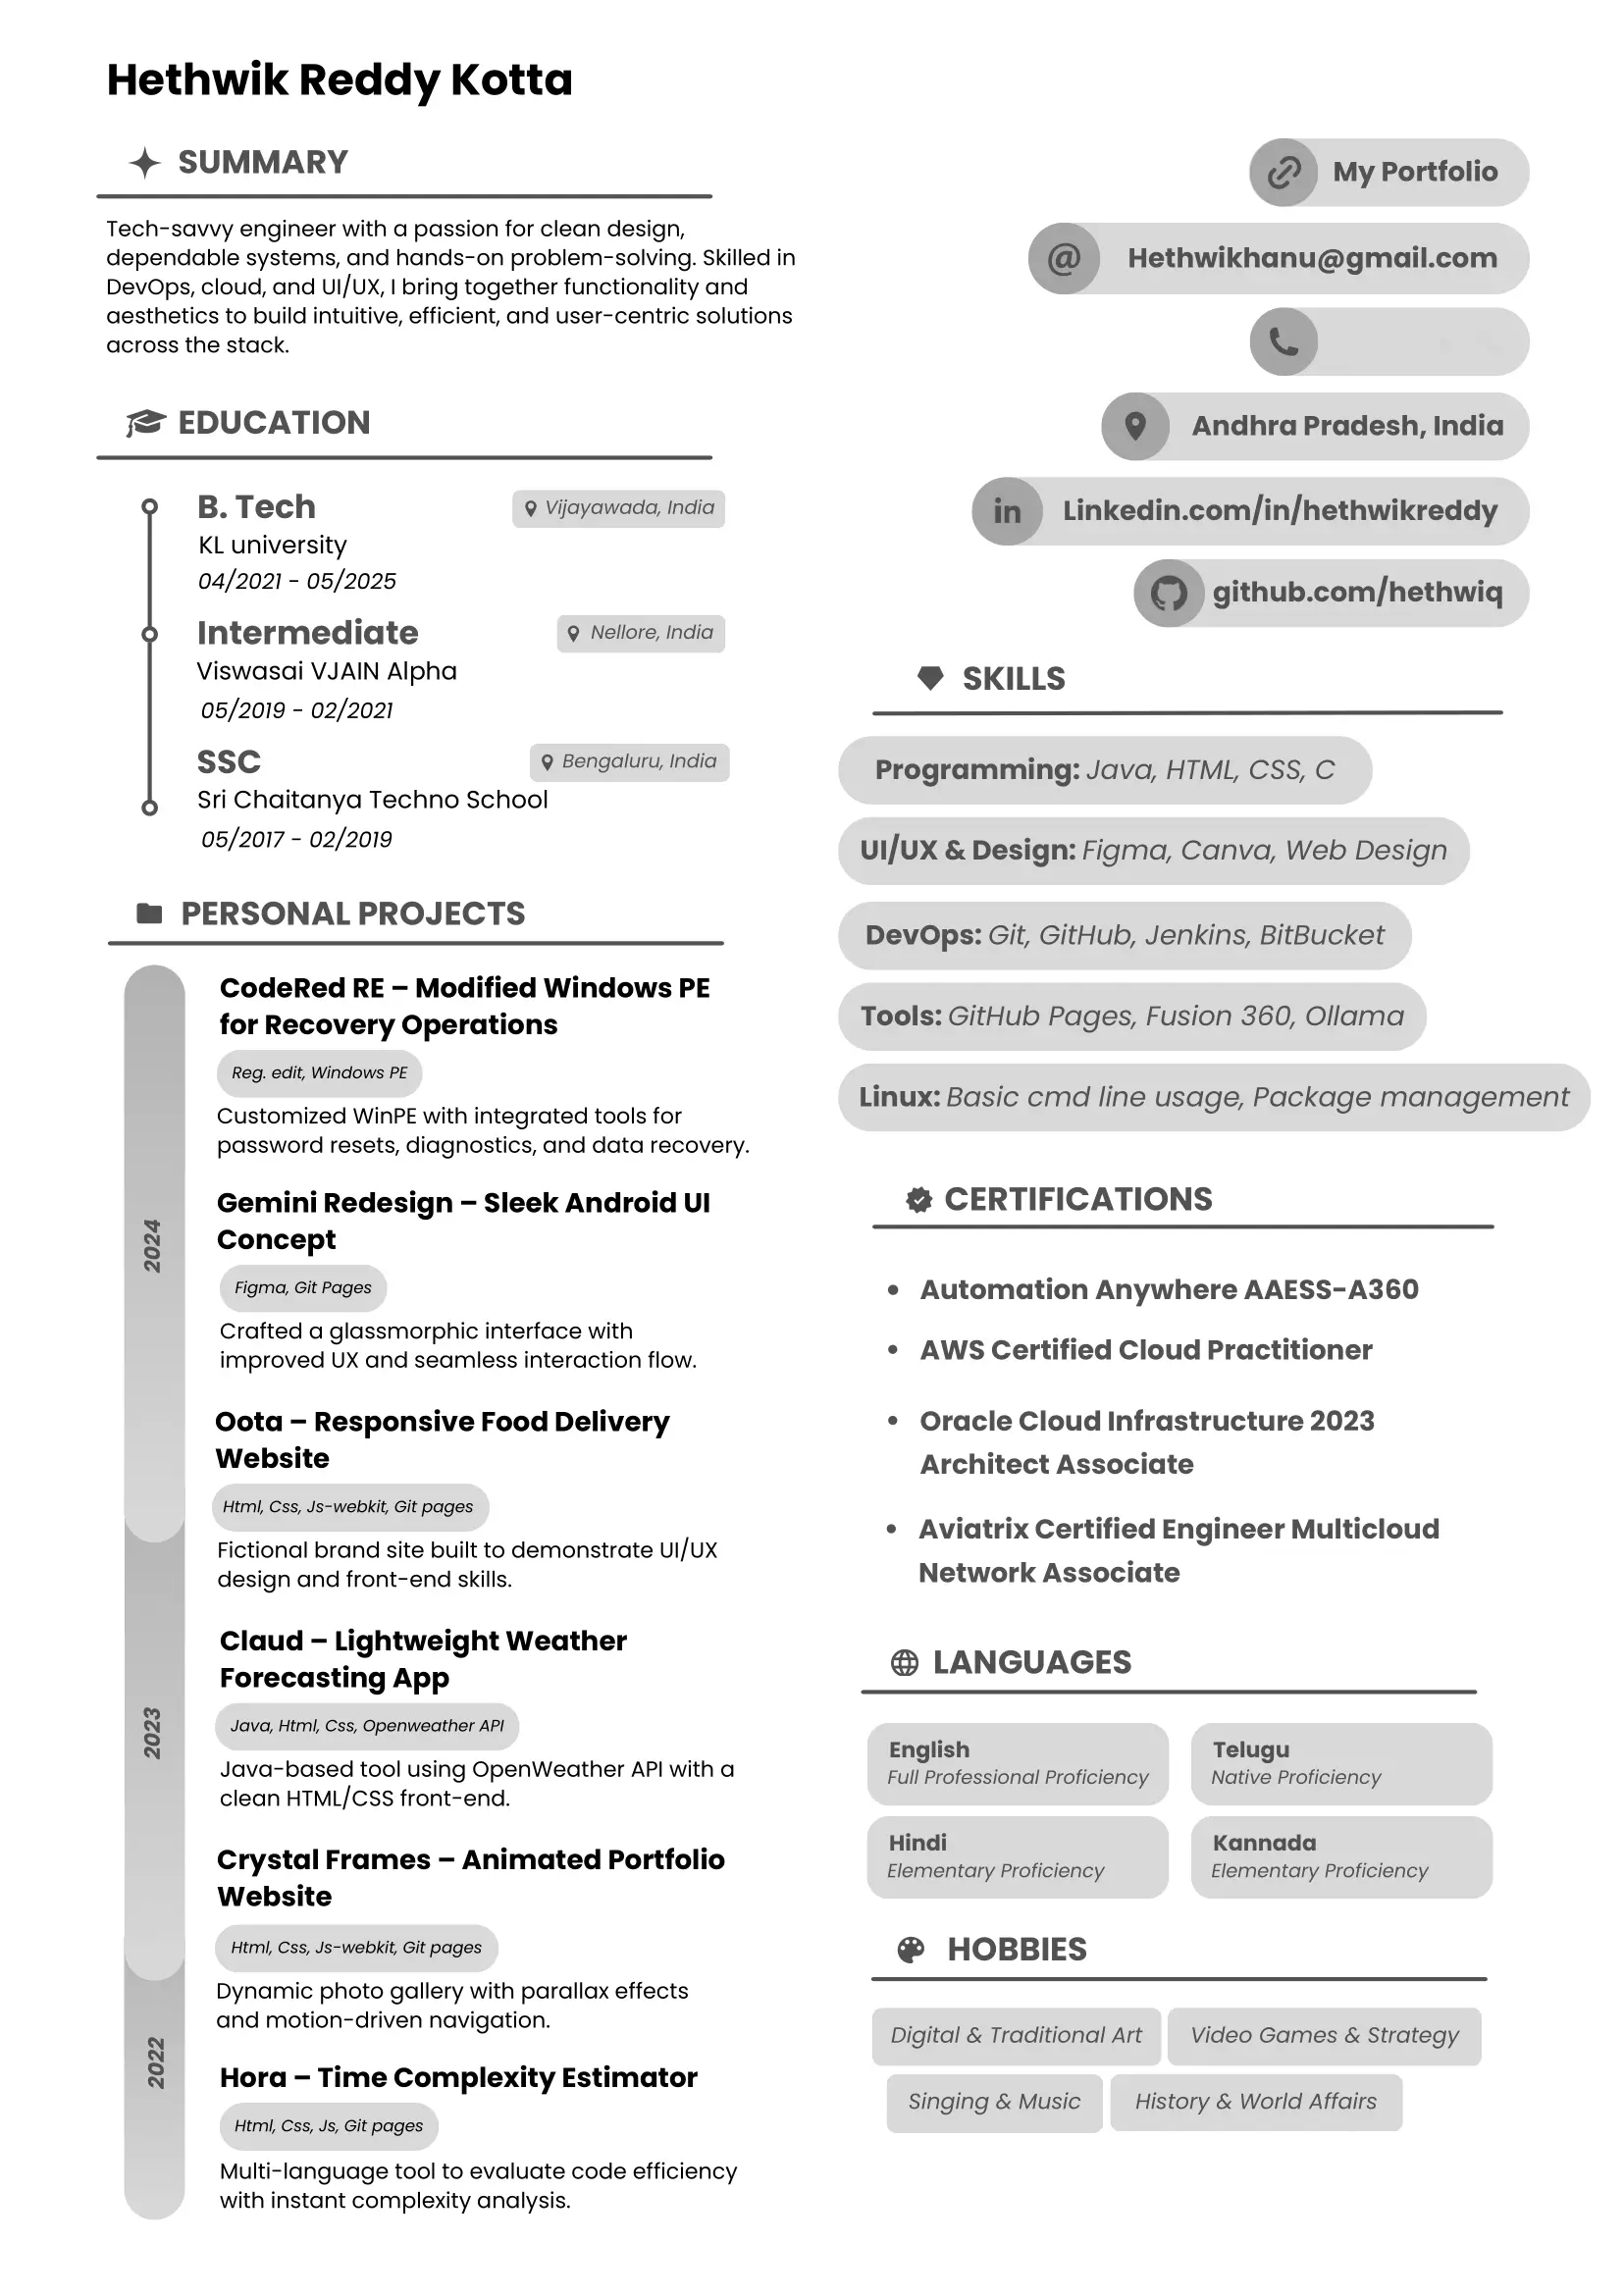 Hethwik Reddy Kotta
SUMMARY
Tech-savvy engineer with a passion for clean design,
dependable systems, and hands-on problem-solving. Skilled in
DevOps, cloud, and UI/UX, I bring together functionality and
aesthetics to build intuitive, efficient, and user-centric solutions
across the stack.
EDUCATION
B. Tech
Vijayawada, India
KL university
04/2021 - 05/2025
Intermediate
Nellore, India
Viswasai VJAIN Alpha
05/2019 - 02/2021
SSC
Bengaluru, India
Sri Chaitanya Techno School
05/2017 - 02/2019
PERSONAL PROJECTS
2024
CodeRed RE – Modified Windows PE
for Recovery Operations
Reg. edit, Windows PE
Customized WinPE with integrated tools for
password resets, diagnostics, and data recovery.
Gemini Redesign – Sleek Android UI
Concept
Figma, Git Pages
Crafted a glassmorphic interface with
improved UX and seamless interaction flow.
Oota – Responsive Food Delivery
Website
Html, Css, Js-webkit, Git pages
Fictional brand site built to demonstrate UI/UX
design and front-end skills.
2023
Claud – Lightweight Weather
Forecasting App
Java, Html, Css, Openweather API
Java-based tool using OpenWeather API with a
clean HTML/CSS front-end.
Crystal Frames – Animated Portfolio
Website
Html, Css, Js-webkit, Git pages
Dynamic photo gallery with parallax effects
and motion-driven navigation.
2022
Hora – Time Complexity Estimator
Html, Css, Js, Git pages
Multi-language tool to evaluate code efficiency
with instant complexity analysis.
My Portfolio
@ Hethwikhanu@gmail.com
Andhra Pradesh, India
in Linkedin.com/in/hethwikreddy
github.com/hethwiq
SKILLS
Programming: Java, HTML, CSS, C
UI/UX & Design: Figma, Canva, Web Design
DevOps: Git, GitHub, Jenkins, BitBucket
Tools: GitHub Pages, Fusion 360, Ollama
Linux: Basic cmd line usage, Package management
CERTIFICATIONS
• Automation Anywhere AAESS-A360
• AWS Certified Cloud Practitioner
• Oracle Cloud Infrastructure 2023
Architect Associate
• Aviatrix Certified Engineer Multicloud
Network Associate
LANGUAGES
English
Full Professional Proficiency
Telugu
Native Proficiency
Hindi
Elementary Proficiency
Kannada
Elementary Proficiency
HOBBIES
Digital & Traditional Art
Video Games & Strategy
Singing & Music
History & World Affairs